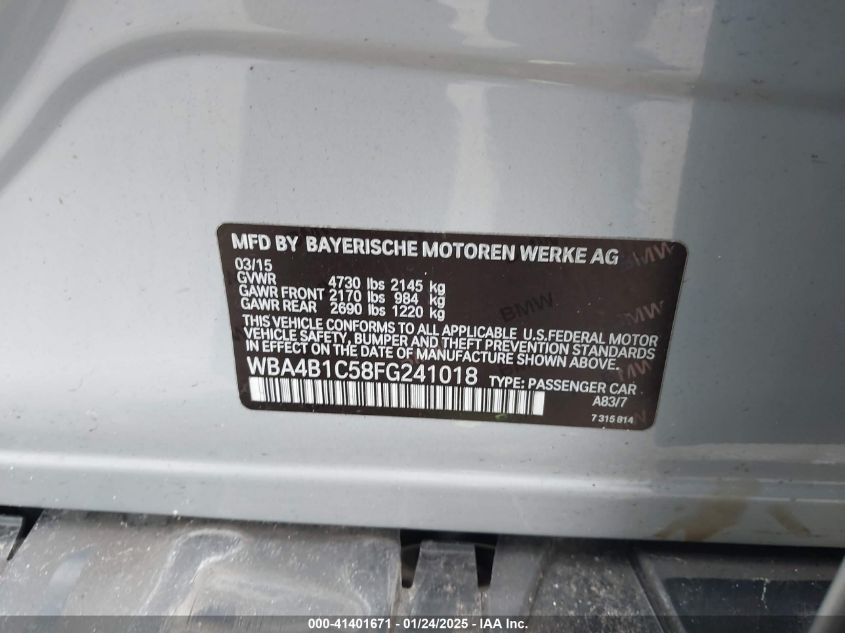 MFD BY BAYERISCHE MOTOREN WERKE AG
03/15
GVWR 4730 lbs 2145 kg
GAWR FRONT 2170 lbs 984 kg
GAWR REAR 2690 lbs 1220 kg
THIS VEHICLE CONFORMS TO ALL APPLICABLE U.S.FEDERAL MOTOR
VEHICLE SAFETY, BUMPER AND THEFT PREVENTION STANDARDS
IN EFFECT ON THE DATE OF MANUFACTURE SHOWN ABOVE.
WBA4B1C58FG241018 TYPE: PASSENGER CAR
A83/7
7 315 814
BMW
BMW
000-41401671 - 01/24/2025 - IAA Inc.